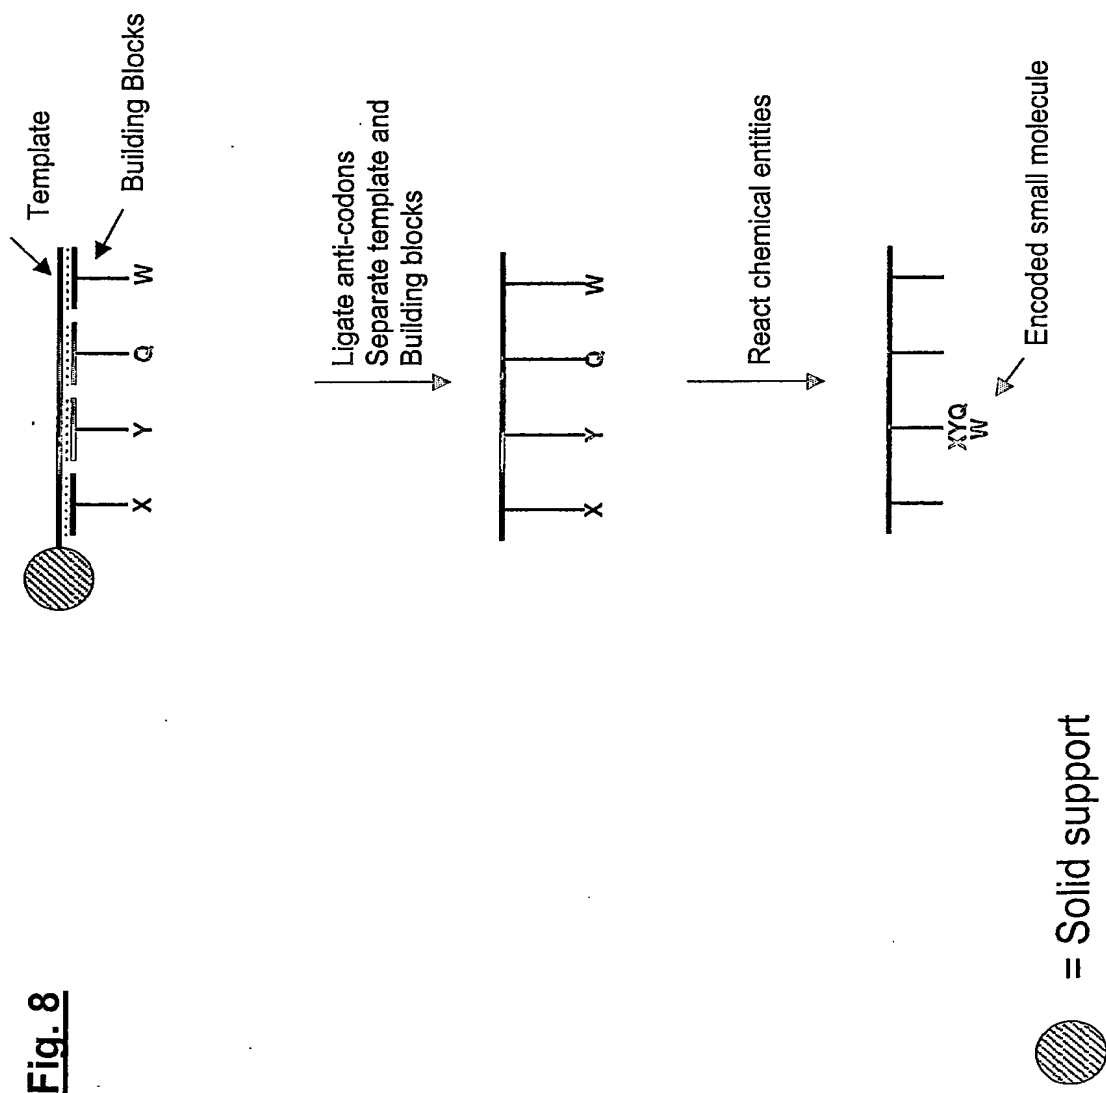 Fig. 8
Template
Building Blocks
X Y Q W
Ligate anti-codons
Separate template and
Building blocks
X Y Q W
React chemical entities
XYQ
W
Encoded small molecule
= Solid support